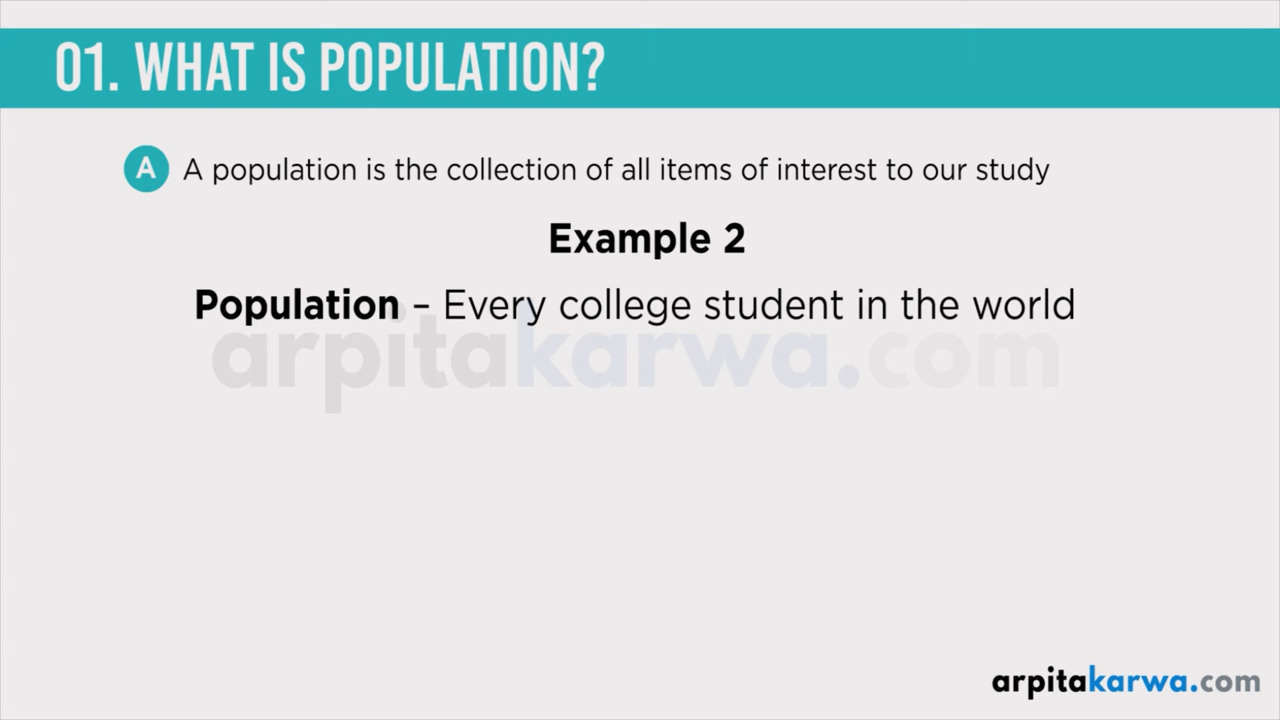 01. WHAT IS POPULATION?
A A population is the collection of all items of interest to our study
Example 2
Population – Every college student in the world
arpitakarwa.com
arpitakarwa.com